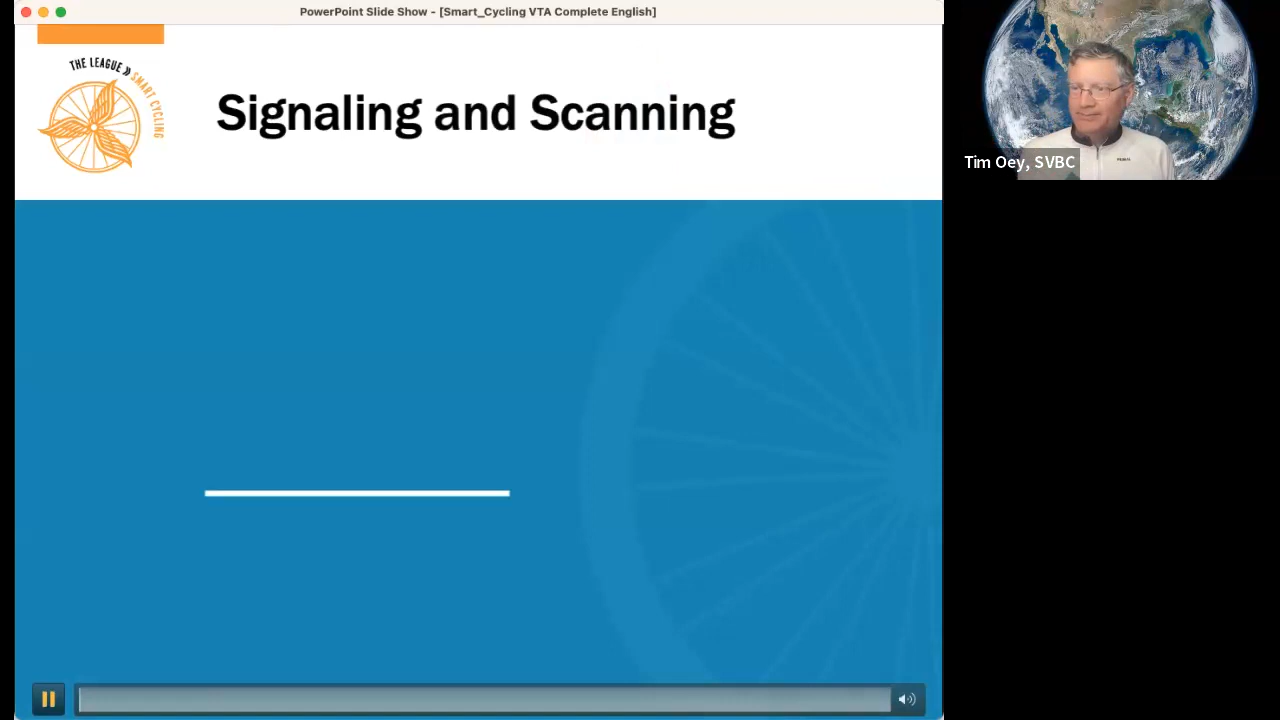 PowerPoint Slide Show - [Smart_Cycling VTA Complete English]
THE LEAGUE
SMART CYCLING
Signaling and Scanning
Tim Oey, SVBC